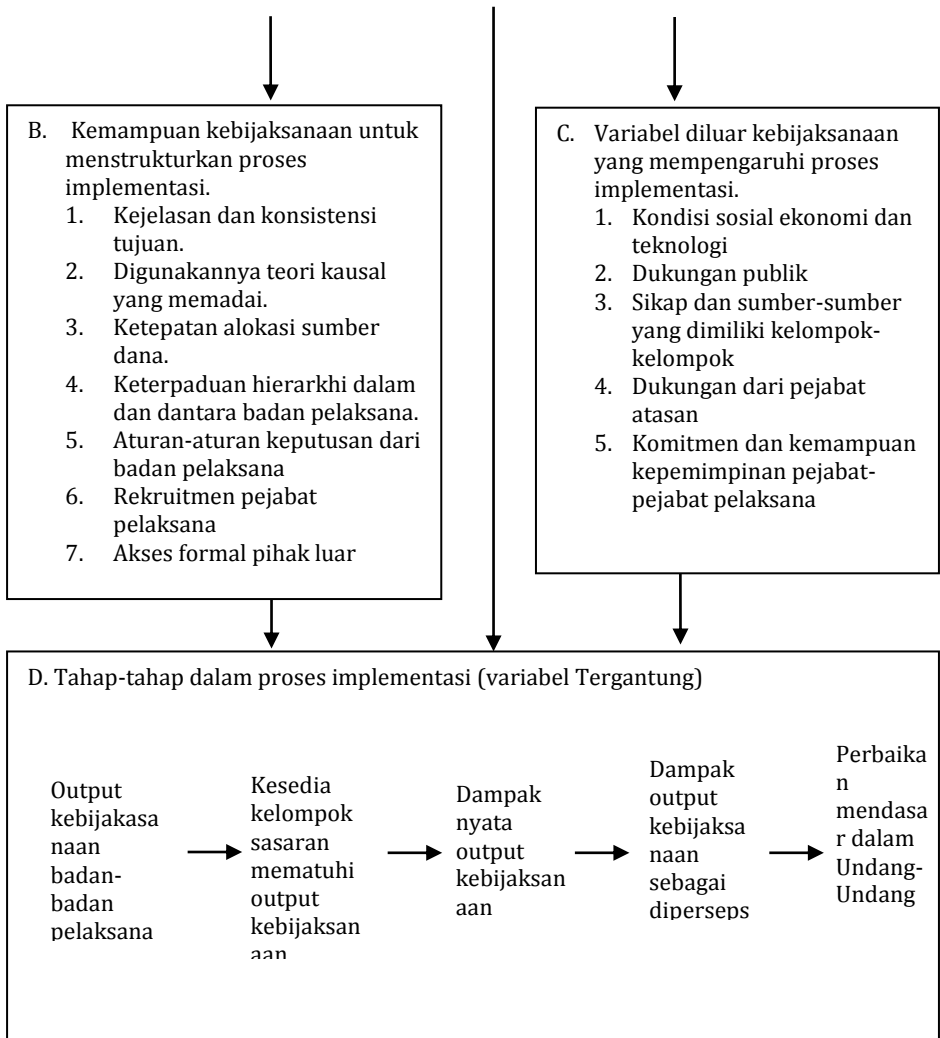 B. Kemampuan kebijaksanaan untuk
menstrukturkan proses
implementasi.
1. Kejelasan dan konsistensi
tujuan.
2. Digunakannya teori kausal
yang memadai.
3. Ketepatan alokasi sumber
dana.
4. Keterpaduan hierarkhi dalam
dan dantara badan pelaksana.
5. Aturan-aturan keputusan dari
badan pelaksana
6. Rekruitmen pejabat
pelaksana
7. Akses formal pihak luar
C. Variabel diluar kebijaksanaan
yang mempengaruhi proses
implementasi.
1. Kondisi sosial ekonomi dan
teknologi
2. Dukungan publik
3. Sikap dan sumber-sumber
yang dimiliki kelompok-
kelompok
4. Dukungan dari pejabat
atasan
5. Komitmen dan kemampuan
kepemimpinan pejabat-
pejabat pelaksana
D. Tahap-tahap dalam proses implementasi (variabel Tergantung)
Output
kebijakasa
naan
badan-
badan
pelaksana
Kesedia
kelompok
sasaran
mematuhi
output
kebijaksan
aan
Dampak
nyata
output
kebijaksan
aan
Dampak
output
kebijaksa
naan
sebagai
diperseps
Perbaika
n
mendasa
r dalam
Undang-
Undang